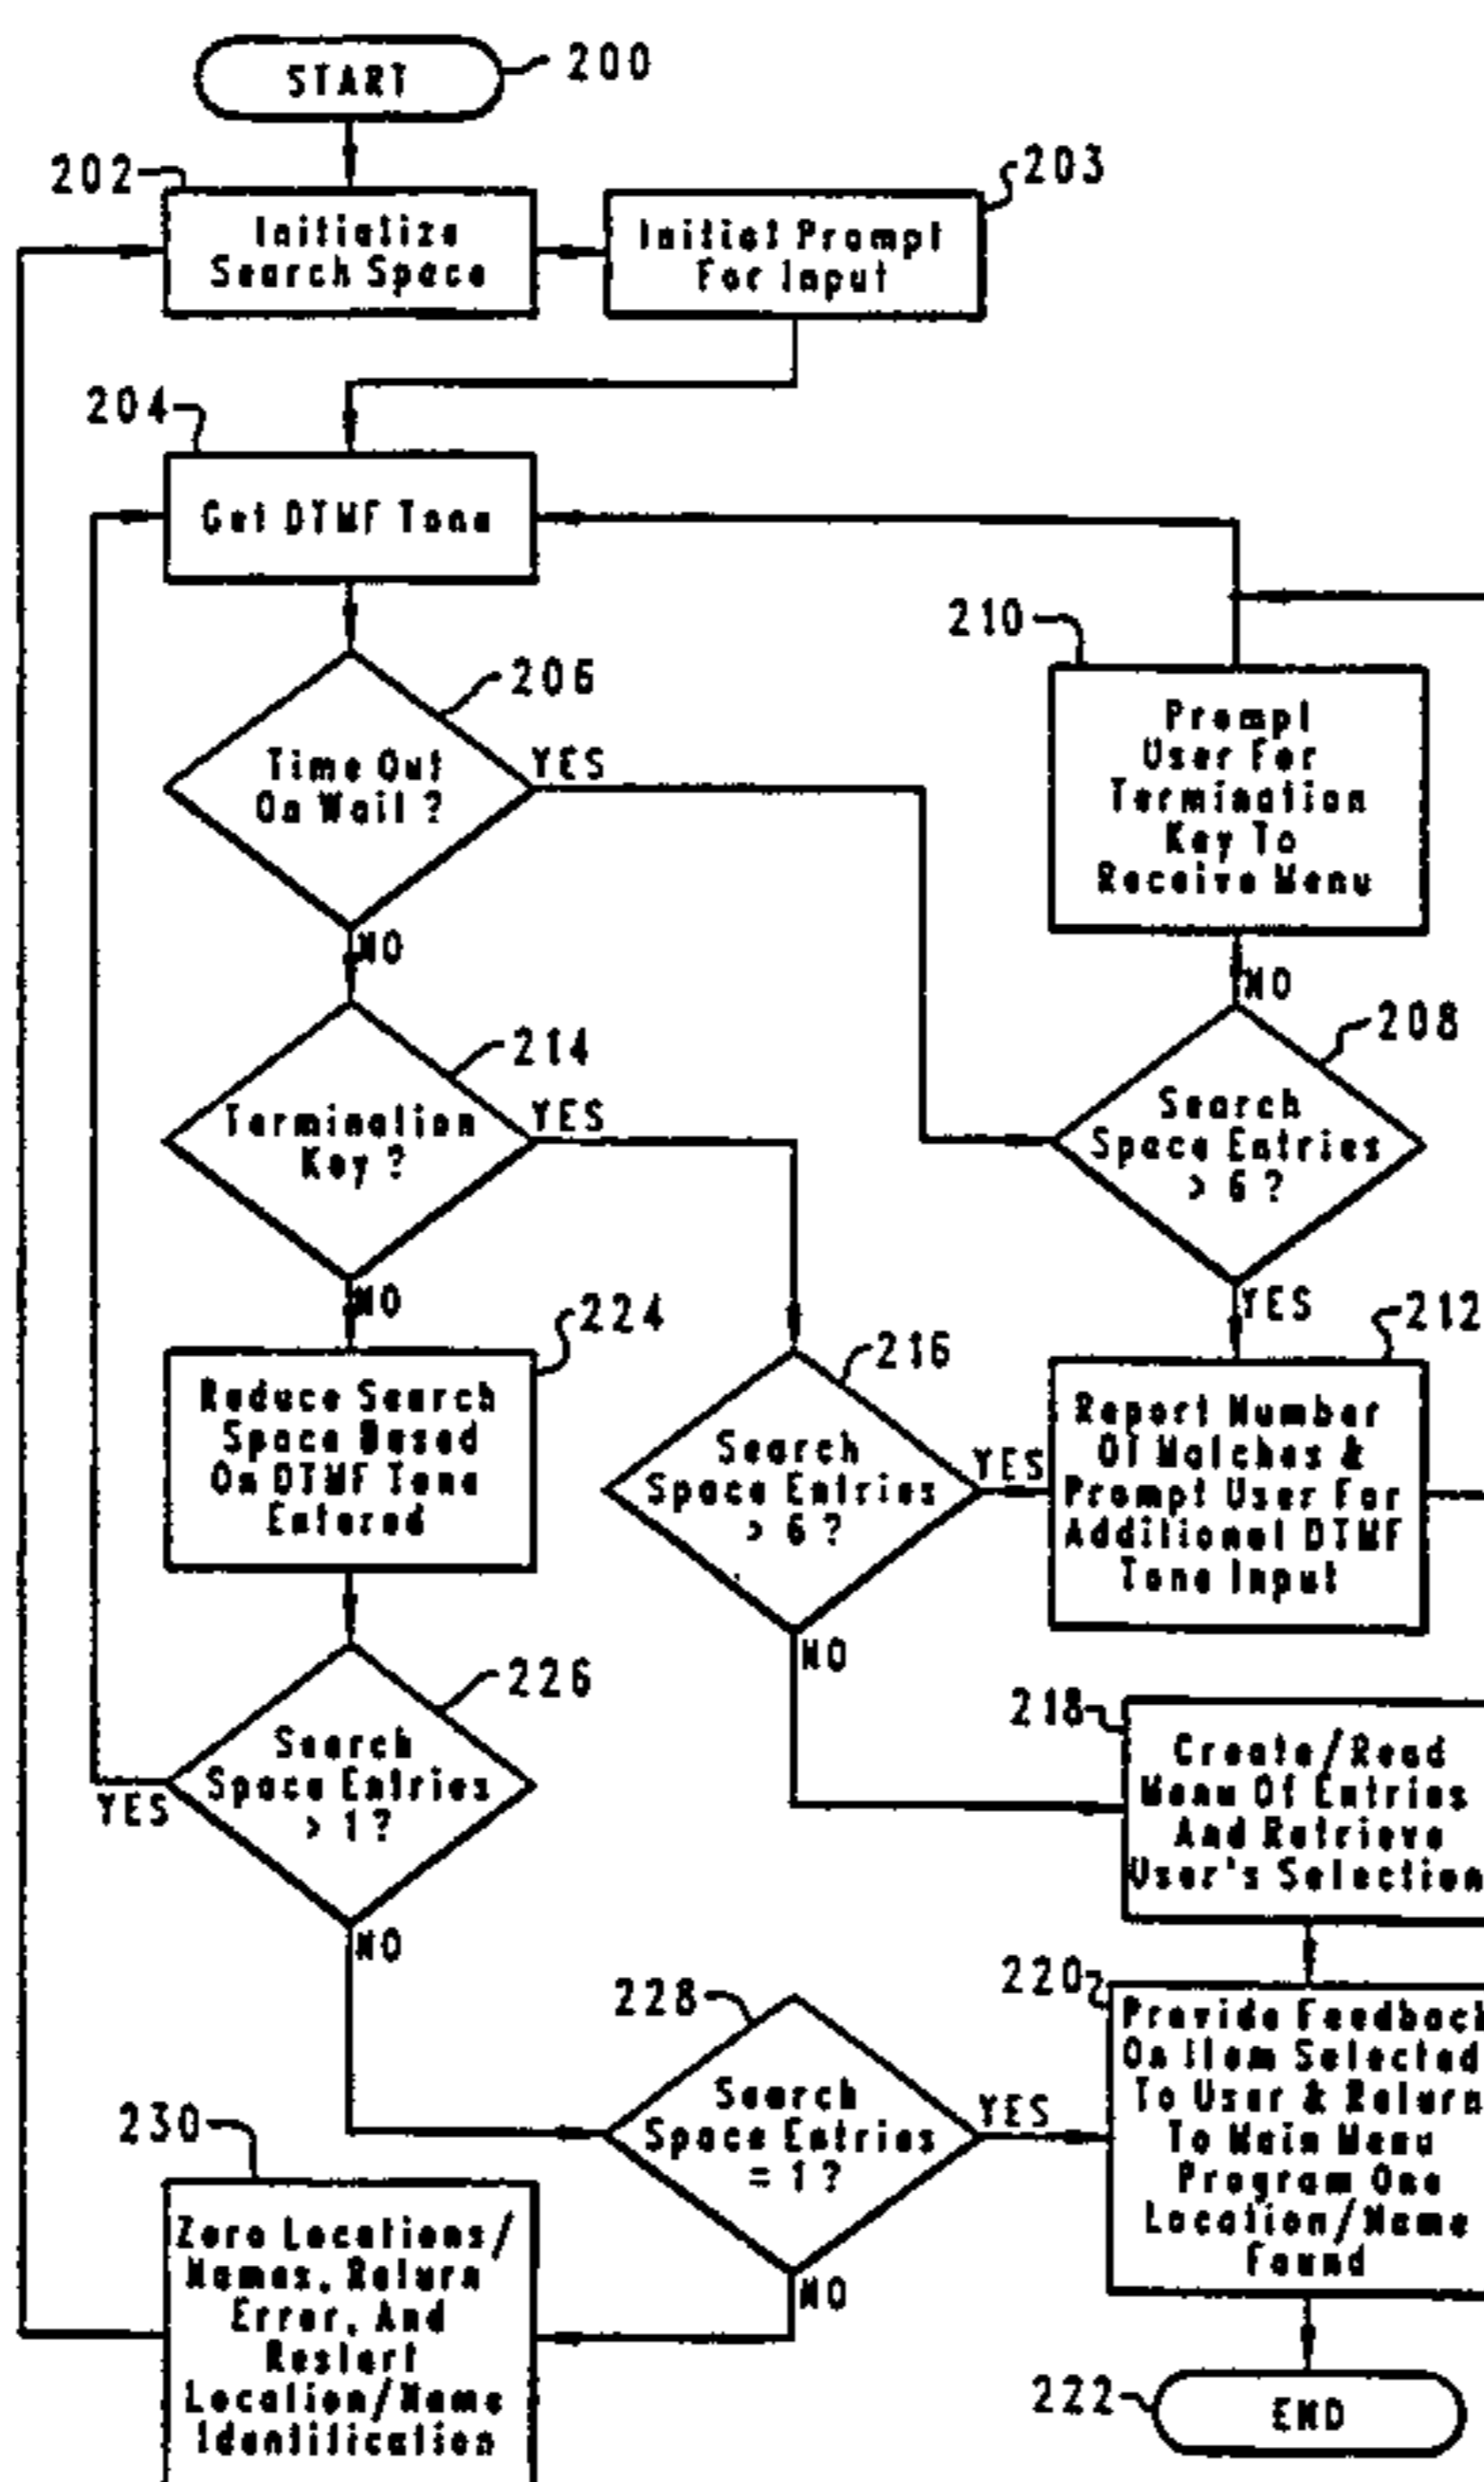 START
200
202
Initialize
Search Space
203
Initial Prompt
For Input
204
Get DTMF Tone
206
Time Out
On Wait ?
YES
NO
210
Prompt
User For
Termination
Key To
Receive Menu
NO
208
Search
Space Entries
> 6 ?
YES
214
Termination
Key ?
YES
NO
224
Reduce Search
Space Based
On DTMF Tone
Entered
216
Search
Space Entries
> 6 ?
YES
NO
212
Report Number
Of Matches &
Prompt User For
Additional DTMF
Tone Input
226
Search
Space Entries
> 1 ?
YES
NO
218
Create/Read
Menu Of Entries
And Retrieve
User's Selection
228
Search
Space Entries
= 1 ?
YES
NO
220
Provide Feedback
On Item Selected
To User & Return
To Main Menu
Program One
Location/Name
Found
230
Zero Locations/
Names, Return
Error, And
Restart
Location/Name
Identification
222
END